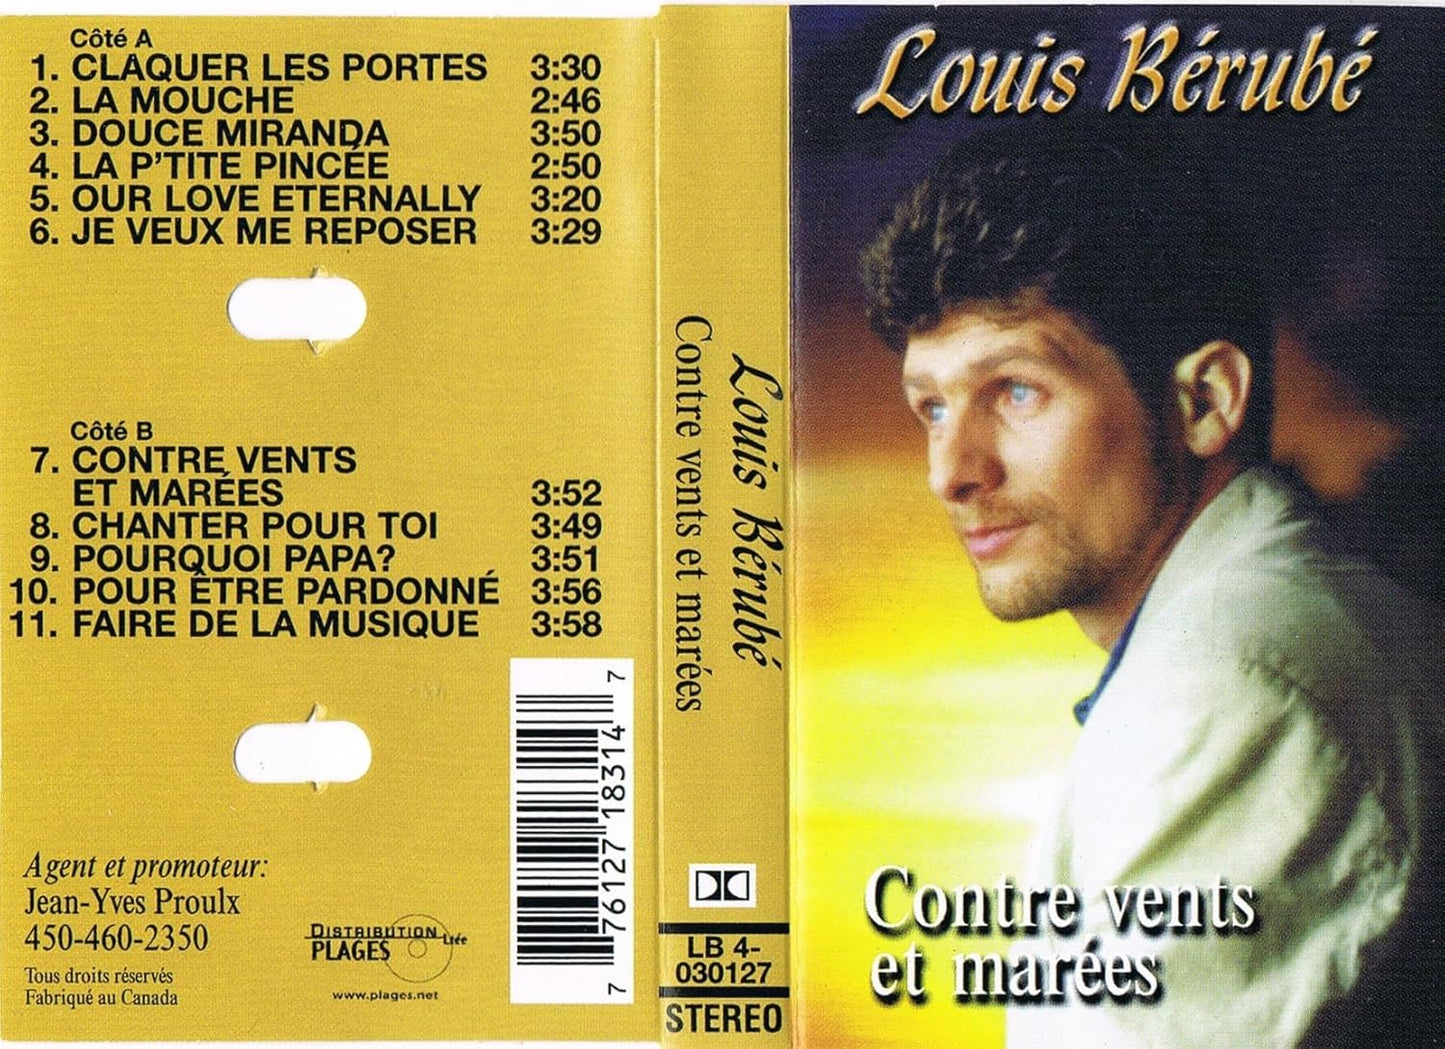 Côté A
1. CLAQUER LES PORTES 3:30
2. LA MOUCHE 2:46
3. DOUCE MIRANDA 3:50
4. LA P'TITE PINCÉE 2:50
5. OUR LOVE ETERNALLY 3:20
6. JE VEUX ME REPOSER 3:29
Côté B
7. CONTRE VENTS
ET MARÉES 3:52
8. CHANTER POUR TOI 3:49
9. POURQUOI PAPA? 3:51
10. POUR ÊTRE PARDONNÉ 3:56
11. FAIRE DE LA MUSIQUE 3:58
Agent et promoteur:
Jean-Yves Proulx
450-460-2350
Tous droits réservés
Fabriqué au Canada
DISTRIBUTION
PLAGES Ltée
www.plages.net
7 76127 18314 7
Louis Bérubé
Contre vents et marées
LB 4-
030127
STEREO
Louis Bérubé
Contre vents
et marées